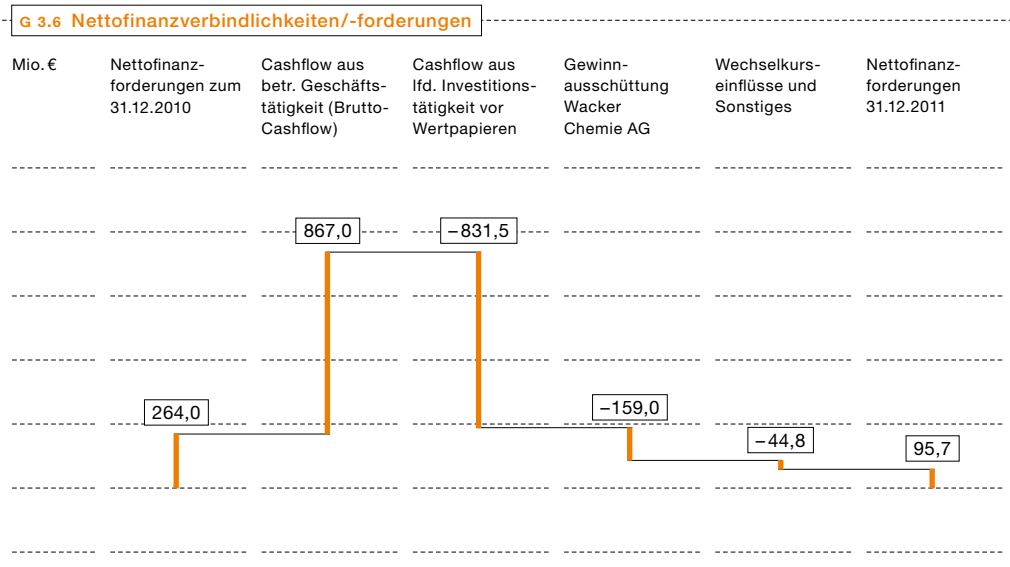 G 3.6 Nettofinanzverbindlichkeiten/-forderungen
Mio. €
Nettofinanz-
forderungen zum
31.12.2010
Cashflow aus
betr. Geschäfts-
tätigkeit (Brutto-
Cashflow)
Cashflow aus
lfd. Investitions-
tätigkeit vor
Wertpapieren
Gewinn-
ausschüttung
Wacker
Chemie AG
Wechselkurs-
einflüsse und
Sonstiges
Nettofinanz-
forderungen
31.12.2011
867,0
–831,5
264,0
–159,0
–44,8
95,7